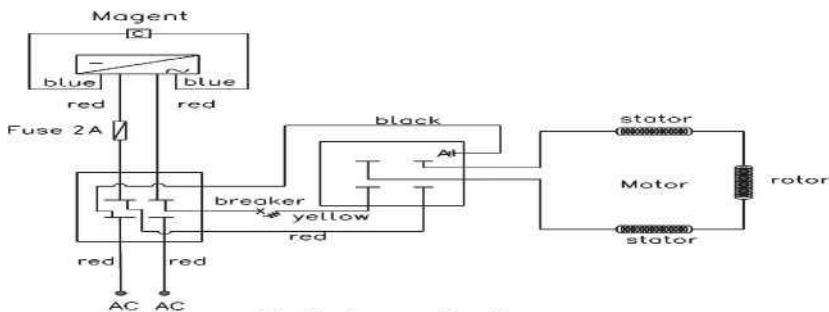 Magent
C
blue
blue
red
red
Fuse 2A
black
A
stator
breaker
yellow
red
Motor
rotor
stator
red
red
AC
AC